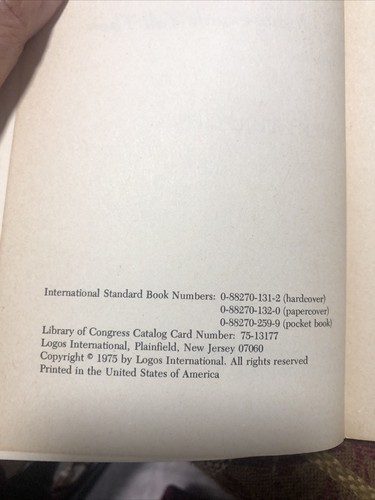 International Standard Book Numbers: 0-88270-131-2 (hardcover)
0-88270-132-0 (papercover)
0-88270-259-9 (pocket book)
Library of Congress Catalog Card Number: 75-13177
Logos International, Plainfield, New Jersey 07060
Copyright © 1975 by Logos International. All rights reserved
Printed in the United States of America